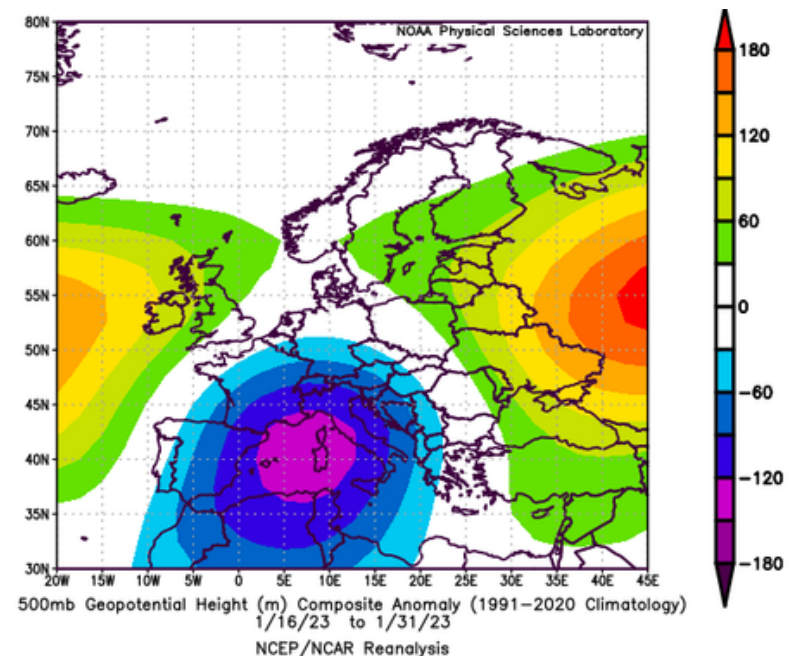 NOAA Physical Sciences Laboratory
80N
75N
70N
65N
60N
55N
50N
45N
40N
35N
30N
20W 15W 10W 5W 0 5E 10E 15E 20E 25E 30E 35E 40E 45E
180
120
60
0
−60
−120
−180
500mb Geopotential Height (m) Composite Anomaly (1991−2020 Climatology)
1/16/23 to 1/31/23
NCEP/NCAR Reanalysis